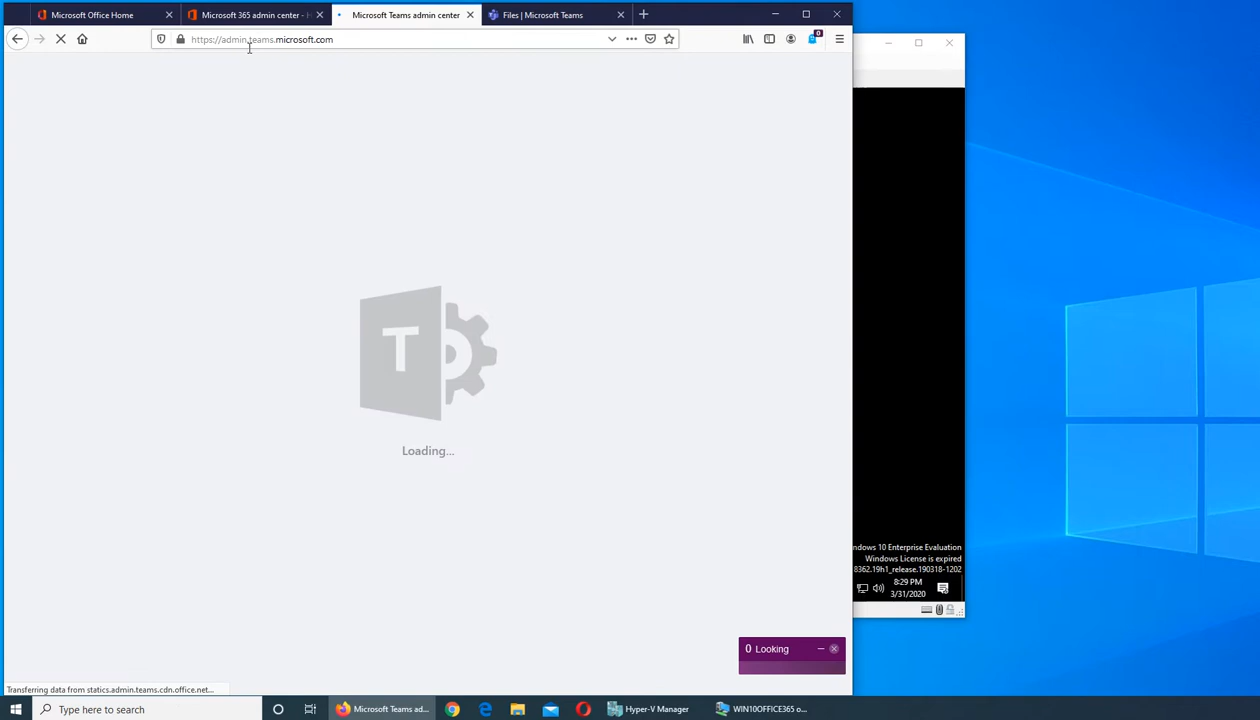 Microsoft Office Home
Microsoft 365 admin center - H
Microsoft Teams admin center
Files | Microsoft Teams
https://admin.teams.microsoft.com
0
T
Loading...
ndows 10 Enterprise Evaluation
Windows License is expired
8362.19h1_release.190318-1202
8:29 PM
3/31/2020
0 Looking
Transferring data from statics.admin.teams.cdn.office.net...
Type here to search
Microsoft Teams ad...
Hyper-V Manager
WIN10OFFICE365 o...